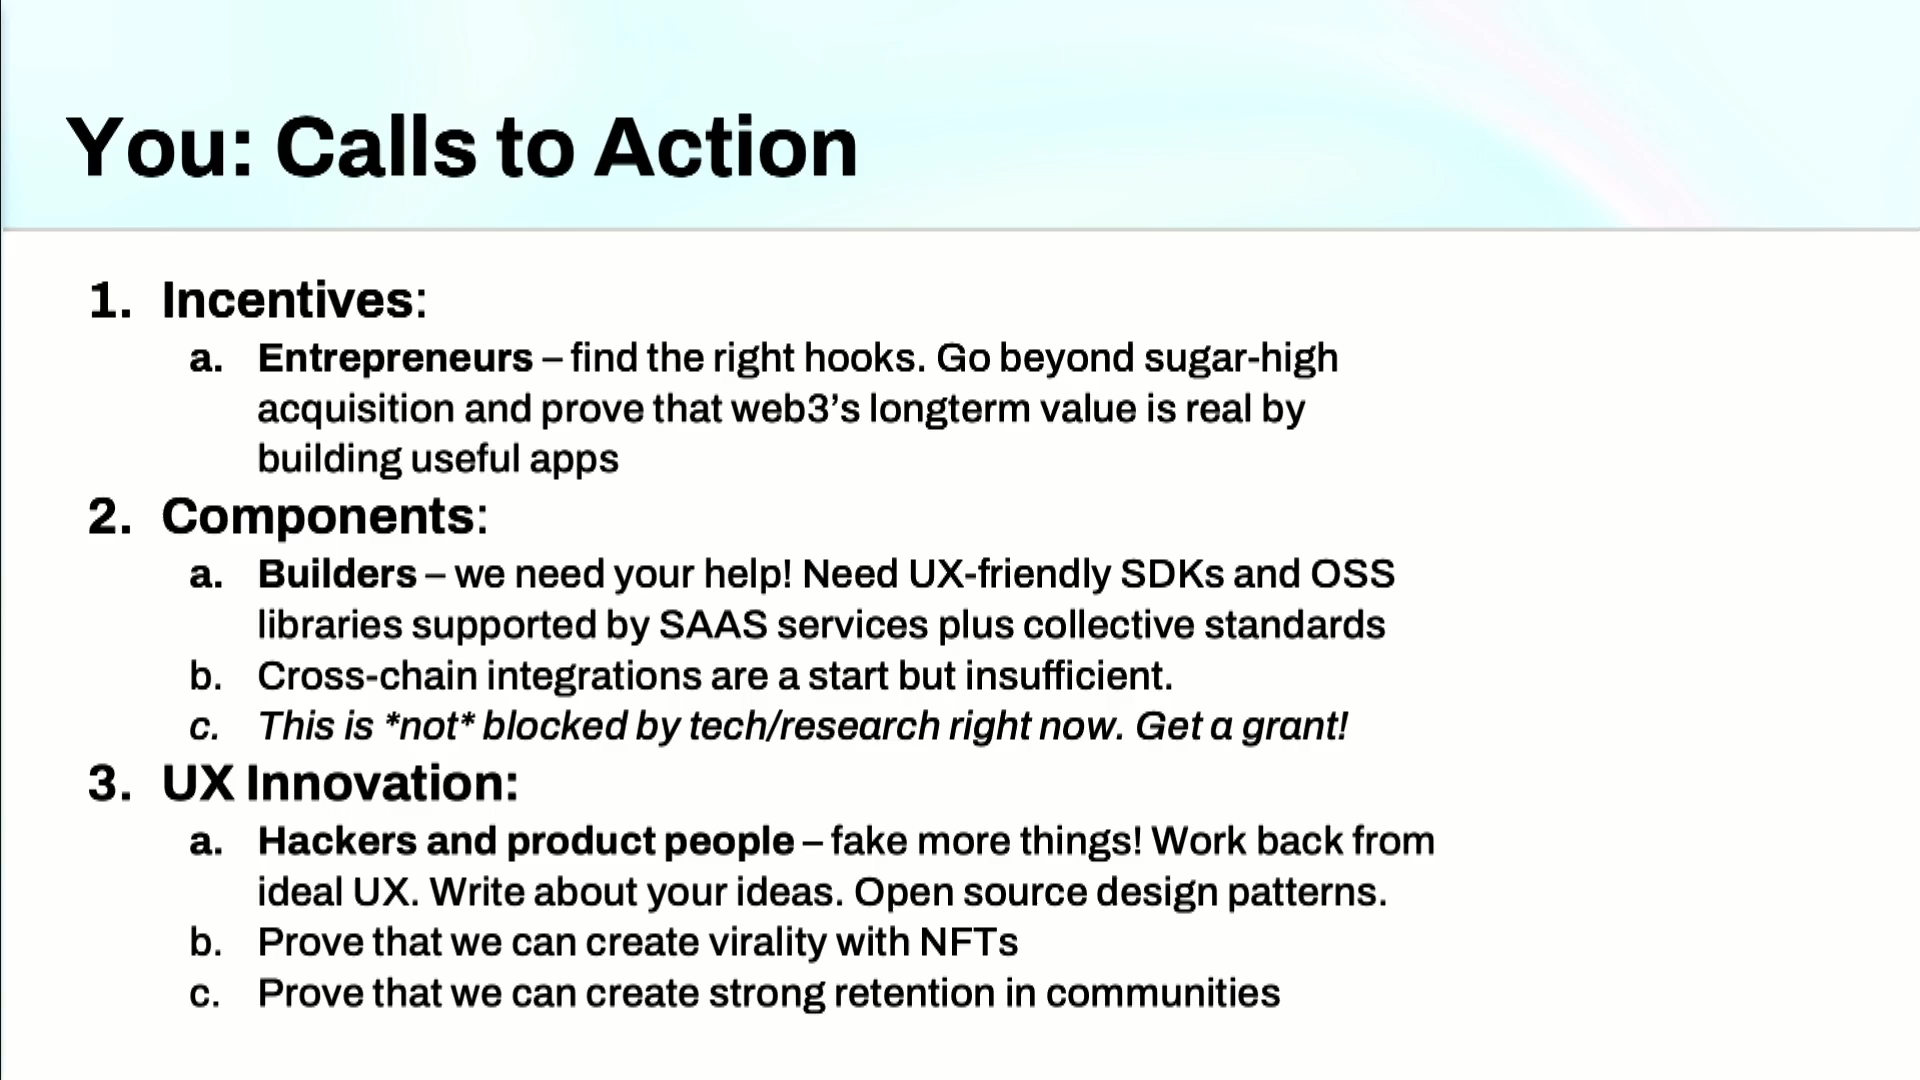 You: Calls to Action
1. Incentives:
a. Entrepreneurs – find the right hooks. Go beyond sugar-high
acquisition and prove that web3’s longterm value is real by
building useful apps
2. Components:
a. Builders – we need your help! Need UX-friendly SDKs and OSS
libraries supported by SAAS services plus collective standards
b. Cross-chain integrations are a start but insufficient.
c. This is *not* blocked by tech/research right now. Get a grant!
3. UX Innovation:
a. Hackers and product people – fake more things! Work back from
ideal UX. Write about your ideas. Open source design patterns.
b. Prove that we can create virality with NFTs
c. Prove that we can create strong retention in communities